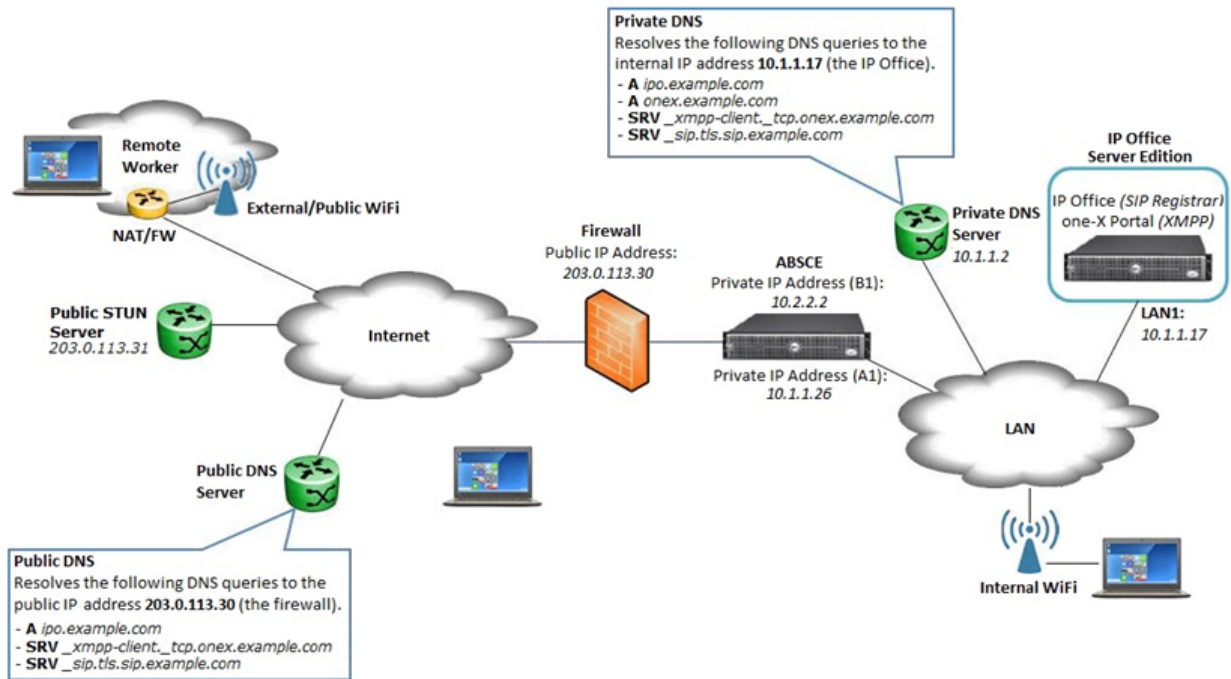 Private DNS
Resolves the following DNS queries to the
internal IP address 10.1.1.17 (the IP Office).
- A ipo.example.com
- A onex.example.com
- SRV _xmpp-client._tcp.onex.example.com
- SRV _sip.tls.sip.example.com
Remote
Worker
External/Public WiFi
NAT/FW
Public STUN
Server
203.0.113.31
Internet
Firewall
Public IP Address:
203.0.113.30
ABSCE
Private IP Address (B1):
10.2.2.2
Private IP Address (A1):
10.1.1.26
Private DNS
Server
10.1.1.2
IP Office
Server Edition
IP Office (SIP Registrar)
one-X Portal (XMPP)
LAN1:
10.1.1.17
LAN
Internal WiFi
Public DNS
Server
Public DNS
Resolves the following DNS queries to the
public IP address 203.0.113.30 (the firewall).
- A ipo.example.com
- SRV _xmpp-client._tcp.onex.example.com
- SRV _sip.tls.sip.example.com